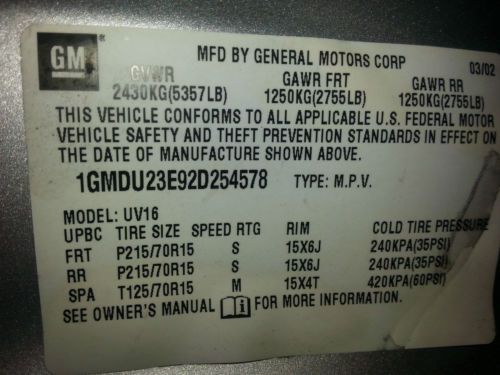 GM
MFD BY GENERAL MOTORS CORP 03/02
GVWR GAWR FRT GAWR RR
2430KG(5357LB) 1250KG(2755LB) 1250KG(2755LB)
THIS VEHICLE CONFORMS TO ALL APPLICABLE U.S. FEDERAL MOTOR
VEHICLE SAFETY AND THEFT PREVENTION STANDARDS IN EFFECT ON
THE DATE OF MANUFACTURE SHOWN ABOVE.
1GMDU23E92D254578 TYPE: M.P.V.
MODEL: UV16
UPBC TIRE SIZE SPEED RTG RIM COLD TIRE PRESSURE
FRT P215/70R15 S 15X6J 240KPA(35PSI)
RR P215/70R15 S 15X6J 240KPA(35PSI)
SPA T125/70R15 M 15X4T 420KPA(60PSI)
SEE OWNER'S MANUAL FOR MORE INFORMATION.